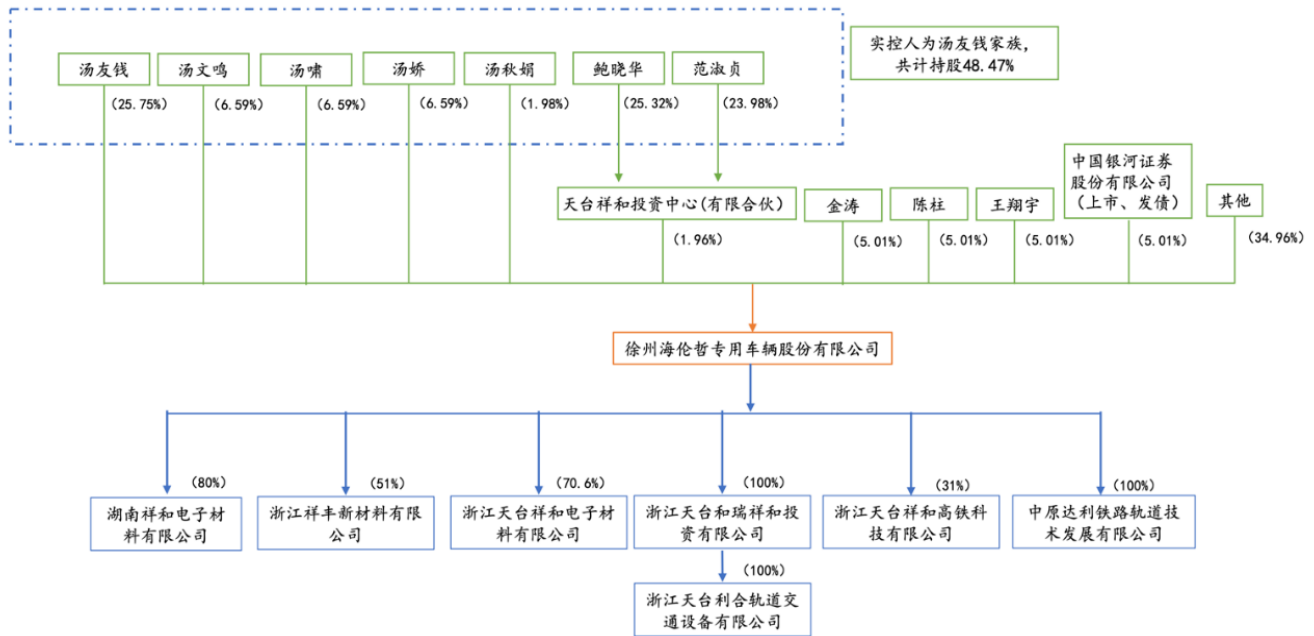 实控人为汤友钱家族,
共计持股48.47%
汤友钱
汤文鸣
汤啸
汤娇
汤秋娟
鲍晓华
范淑贞
(25.75%)
(6.59%)
(6.59%)
(6.59%)
(1.98%)
(25.32%)
(23.98%)
天台祥和投资中心(有限合伙)
金涛
陈柱
王翔宇
中国银河证券
股份有限公司
(上市、发债)
其他
(1.96%)
(5.01%)
(5.01%)
(5.01%)
(5.01%)
(34.96%)
徐州海伦哲专用车辆股份有限公司
(80%)
(51%)
(70.6%)
(100%)
(31%)
(100%)
湖南祥和电子材
料有限公司
浙江祥丰新材料有限公
司
浙江天台祥和电子材
料有限公司
浙江天台和瑞祥和投
资有限公司
浙江天台祥和高铁科
技有限公司
中原达利铁路轨道技
术发展有限公司
(100%)
浙江天台利合轨道交
通设备有限公司